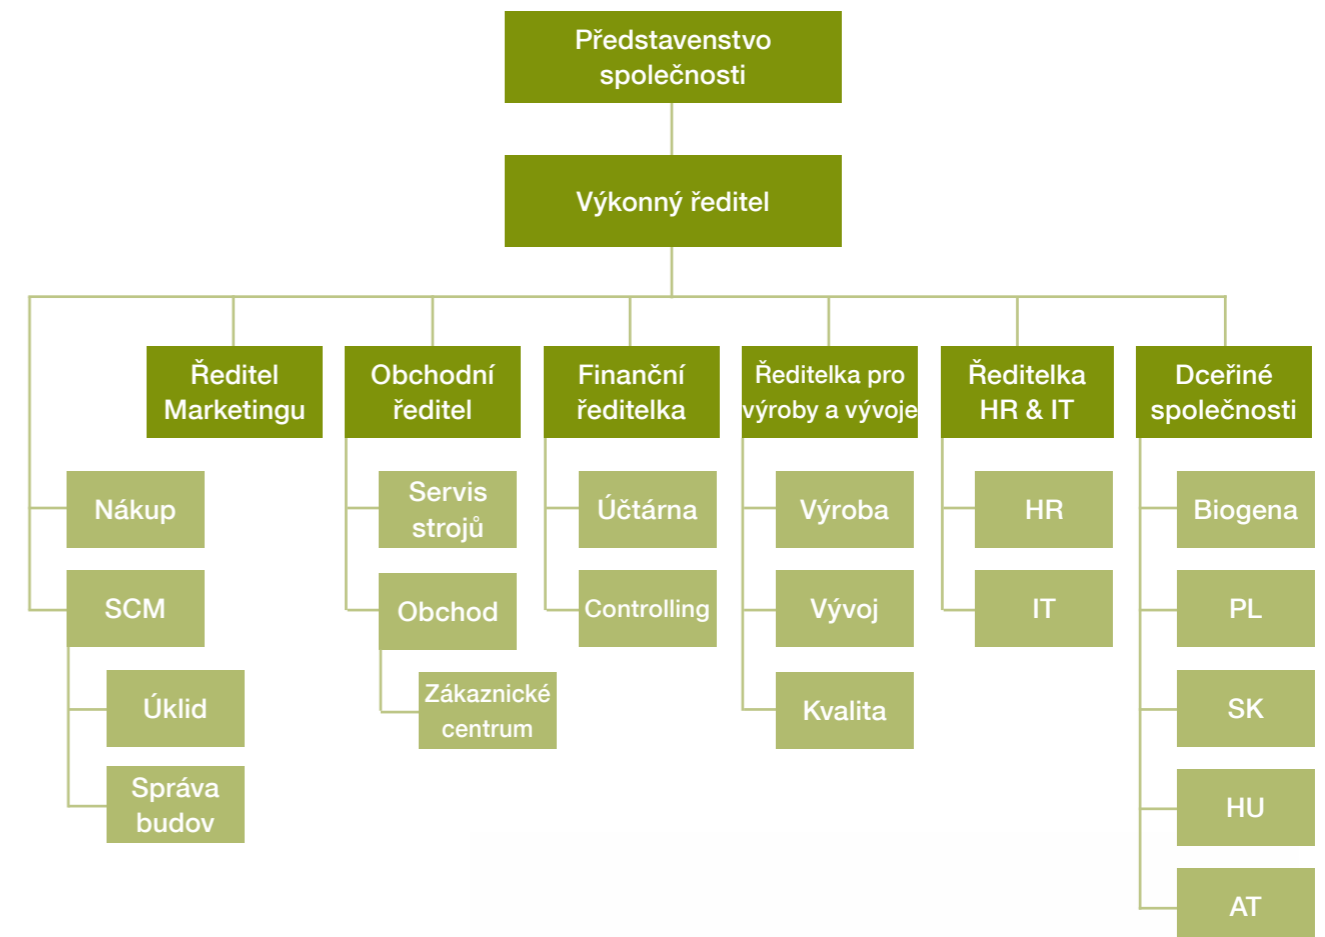 Představenstvo
společnosti
Výkonný ředitel
Ředitel
Marketingu
Obchodní
ředitel
Finanční
ředitelka
Ředitelka pro
výroby a vývoje
Ředitelka
HR & IT
Dceřiné
společnosti
Nákup
SCM
Úklid
Správa
budov
Servis
strojů
Obchod
Zákaznické
centrum
Účtárna
Controlling
Výroba
Vývoj
Kvalita
HR
IT
Biogena
PL
SK
HU
AT